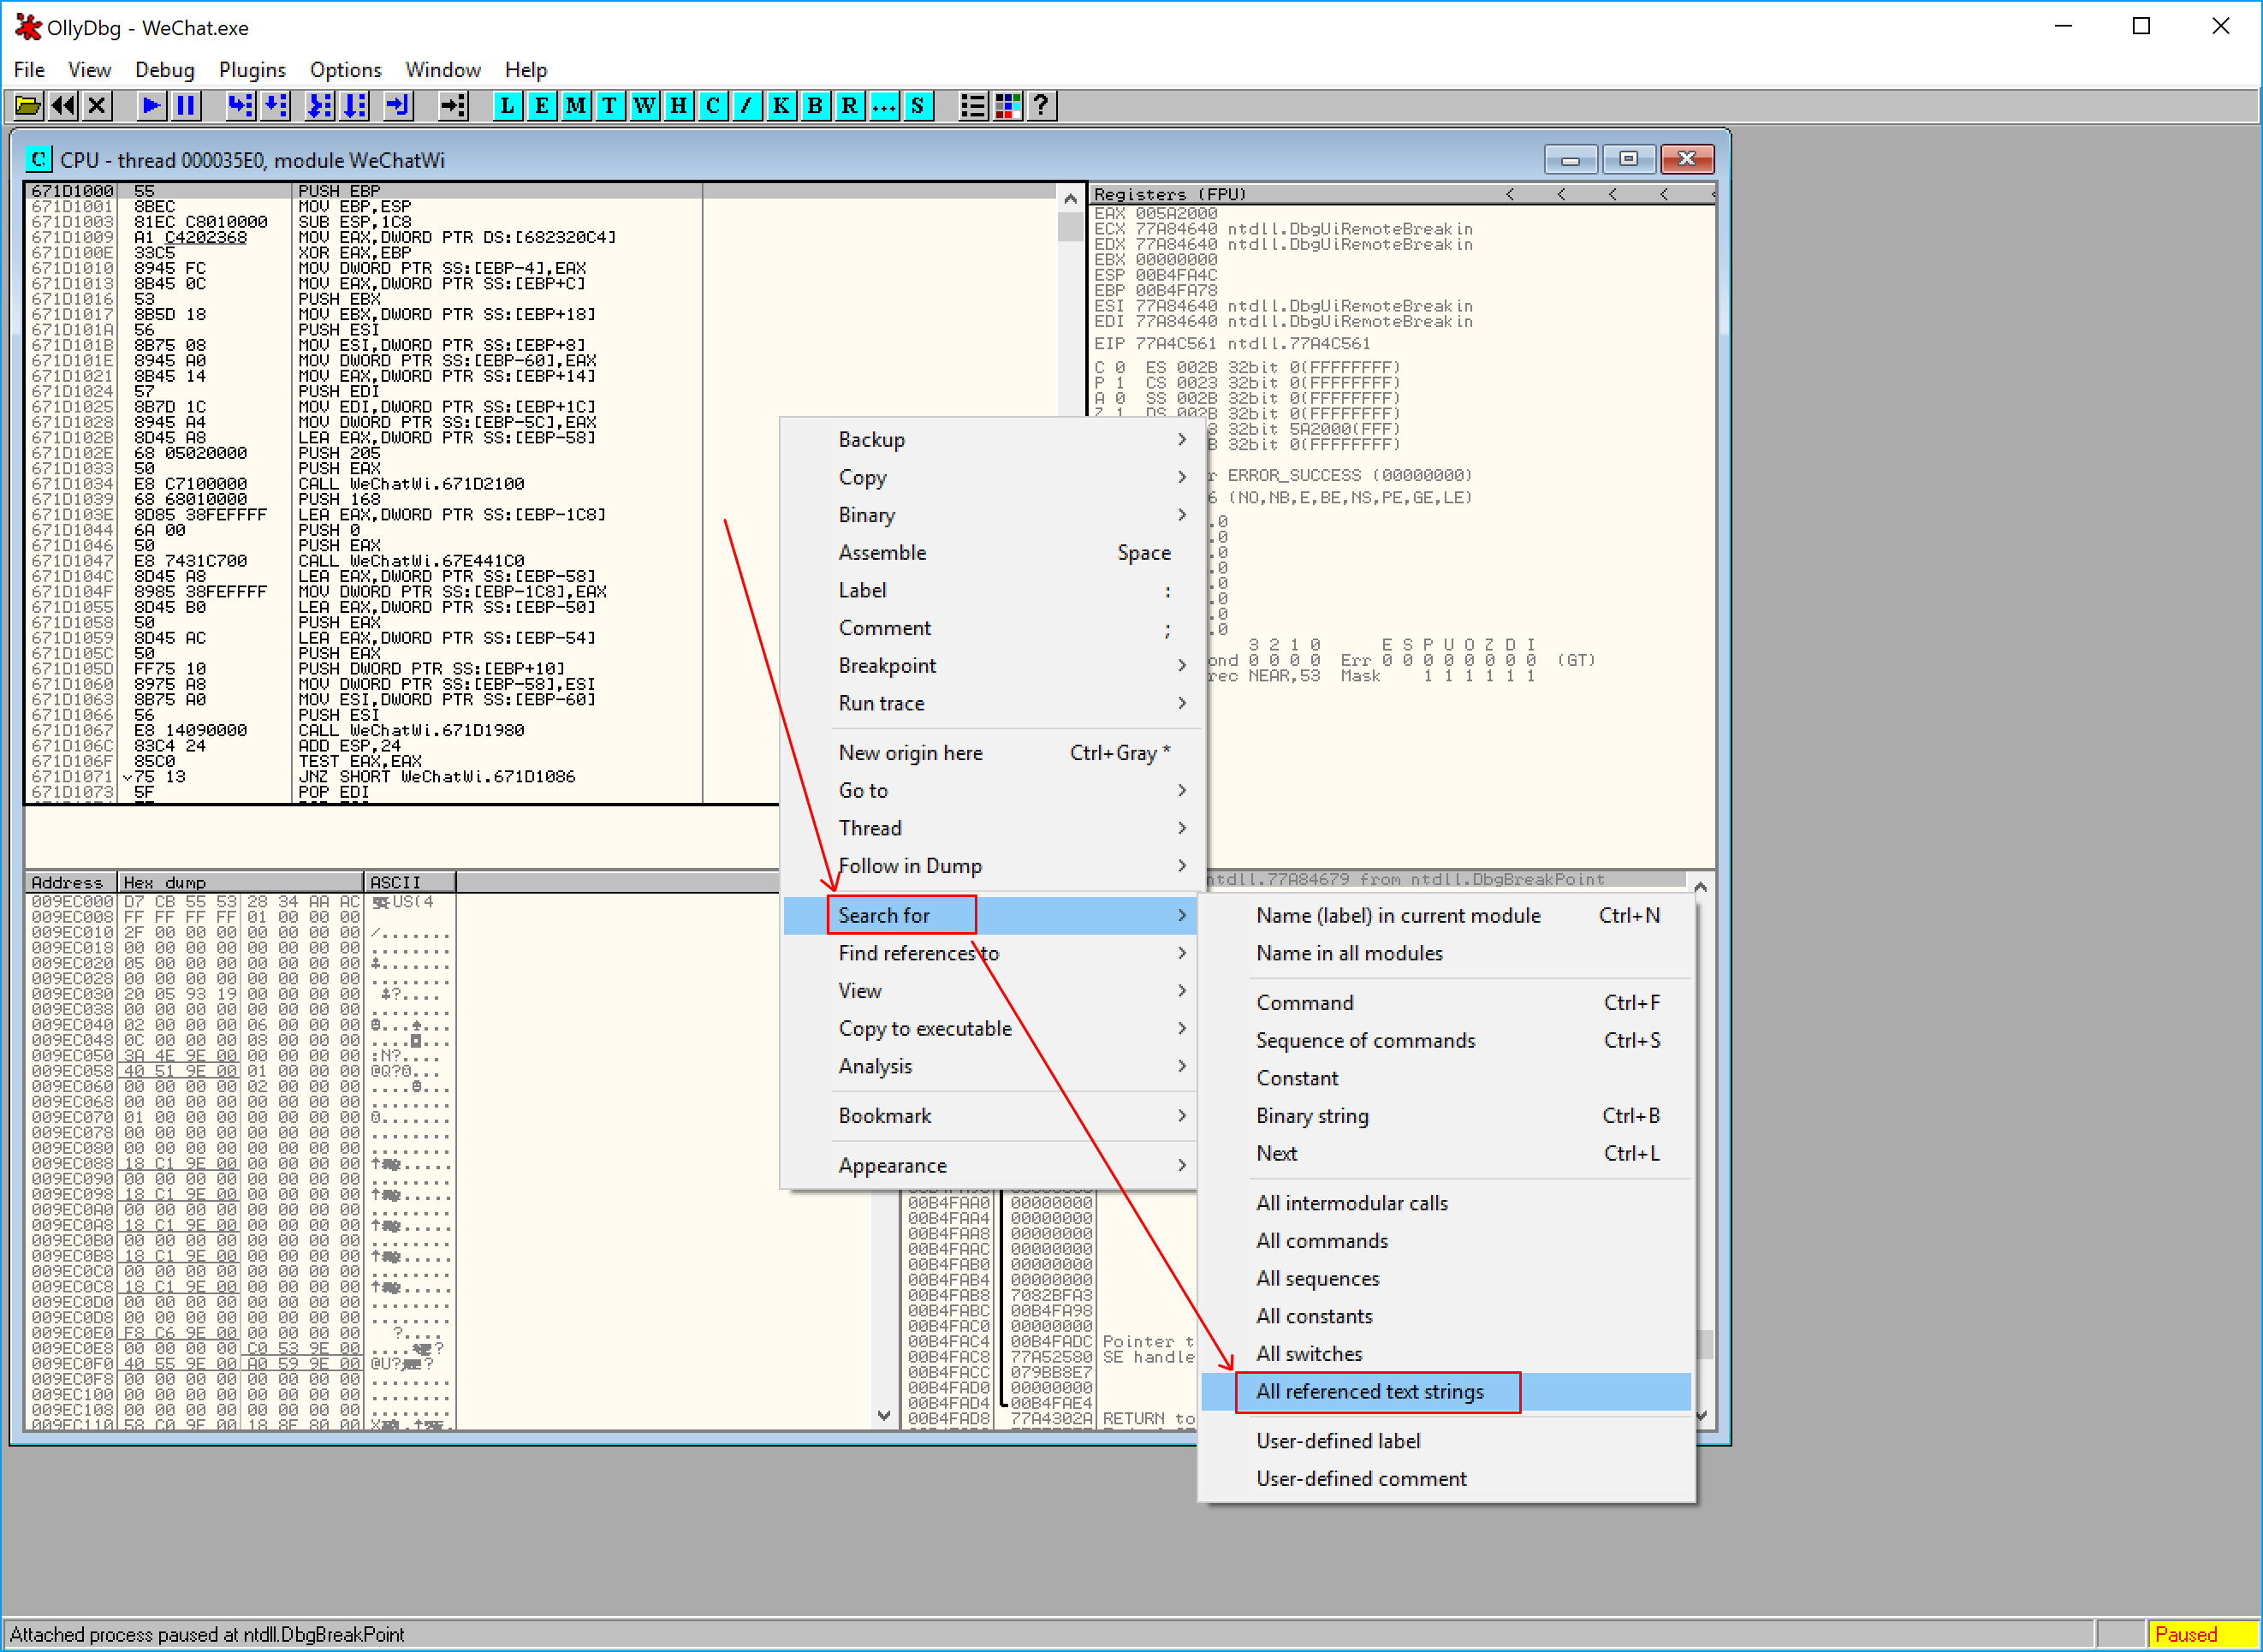 OllyDbg - WeChat.exe
File View Debug Plugins Options Window Help
L E M T W H C / K B R ... S ?
C CPU - thread 000035E0, module WeChatWi
671D1000 55 PUSH EBP
671D1001 8BEC MOV EBP,ESP
671D1003 81EC C8010000 SUB ESP,1C8
671D1009 A1 C4202368 MOV EAX,DWORD PTR DS:[682320C4]
671D100E 33C5 XOR EAX,EBP
671D1010 8945 FC MOV DWORD PTR SS:[EBP-4],EAX
671D1013 8B45 0C MOV EAX,DWORD PTR SS:[EBP+C]
671D1016 53 PUSH EBX
671D1017 8B5D 18 MOV EBX,DWORD PTR SS:[EBP+18]
671D101A 56 PUSH ESI
671D101B 8B75 08 MOV ESI,DWORD PTR SS:[EBP+8]
671D101E 8945 A0 MOV DWORD PTR SS:[EBP-60],EAX
671D1021 8B45 14 MOV EAX,DWORD PTR SS:[EBP+14]
671D1024 57 PUSH EDI
671D1025 8B7D 1C MOV EDI,DWORD PTR SS:[EBP+1C]
671D1028 8945 A4 MOV DWORD PTR SS:[EBP-5C],EAX
671D102B 8D45 A8 LEA EAX,DWORD PTR SS:[EBP-58]
671D102E 68 05020000 PUSH 205
671D1033 50 PUSH EAX
671D1034 E8 C7100000 CALL WeChatWi.671D2100
671D1039 68 68010000 PUSH 168
671D103E 8D85 38FEFFFF LEA EAX,DWORD PTR SS:[EBP-1C8]
671D1044 6A 00 PUSH 0
671D1046 50 PUSH EAX
671D1047 E8 7431C700 CALL WeChatWi.67E441C0
671D104C 8D45 A8 LEA EAX,DWORD PTR SS:[EBP-58]
671D104F 8985 38FEFFFF MOV DWORD PTR SS:[EBP-1C8],EAX
671D1055 8D45 B0 LEA EAX,DWORD PTR SS:[EBP-50]
671D1058 50 PUSH EAX
671D1059 8D45 AC LEA EAX,DWORD PTR SS:[EBP-54]
671D105C 50 PUSH EAX
671D105D FF75 10 PUSH DWORD PTR SS:[EBP+10]
671D1060 8975 A8 MOV DWORD PTR SS:[EBP-58],ESI
671D1063 8B75 A0 MOV ESI,DWORD PTR SS:[EBP-60]
671D1066 56 PUSH ESI
671D1067 E8 14090000 CALL WeChatWi.671D1980
671D106C 83C4 24 ADD ESP,24
671D106F 85C0 TEST EAX,EAX
671D1071 75 13 JNZ SHORT WeChatWi.671D1086
671D1073 5F POP EDI
Registers (FPU) < < < < <
EAX 005A2000
ECX 77A84640 ntdll.DbgUiRemoteBreakin
EDX 77A84640 ntdll.DbgUiRemoteBreakin
EBX 00000000
ESP 00B4FA4C
EBP 00B4FA78
ESI 77A84640 ntdll.DbgUiRemoteBreakin
EDI 77A84640 ntdll.DbgUiRemoteBreakin
EIP 77A4C561 ntdll.77A4C561
C 0 ES 002B 32bit 0(FFFFFFFF)
P 1 CS 0023 32bit 0(FFFFFFFF)
A 0 SS 002B 32bit 0(FFFFFFFF)
Z 1 DS 002B 32bit 0(FFFFFFFF)
32bit 5A2000(FFF)
32bit 0(FFFFFFFF)
ERROR_SUCCESS (00000000)
(NO,NB,E,BE,NS,PE,GE,LE)
.0
.0
.0
.0
.0
.0
.0
.0
3 2 1 0 E S P U O Z D I
ond 0 0 0 0 Err 0 0 0 0 0 0 0 0 (GT)
rec NEAR,53 Mask 1 1 1 1 1 1
Backup
Copy
Binary
Assemble Space
Label :
Comment ;
Breakpoint
Run trace
New origin here Ctrl+Gray *
Go to
Thread
Follow in Dump
Search for
Find references to
View
Copy to executable
Analysis
Bookmark
Appearance
Name (label) in current module Ctrl+N
Name in all modules
Command Ctrl+F
Sequence of commands Ctrl+S
Constant
Binary string Ctrl+B
Next Ctrl+L
All intermodular calls
All commands
All sequences
All constants
All switches
All referenced text strings
User-defined label
User-defined comment
Address Hex dump ASCII
009EC000 D7 CB 55 53 28 34 AA AC US(4
009EC008 FF FF FF FF 01 00 00 00
009EC010 2F 00 00 00 00 00 00 00 /.......
009EC018 00 00 00 00 00 00 00 00 ........
009EC020 05 00 00 00 00 00 00 00
009EC028 00 00 00 00 00 00 00 00 ........
009EC030 20 05 93 19 00 00 00 00
009EC038 00 00 00 00 00 00 00 00 ........
009EC040 02 00 00 00 06 00 00 00
009EC048 0C 00 00 00 08 00 00 00
009EC050 3A 4E 9E 00 00 00 00 00 :N?.....
009EC058 40 51 9E 00 01 00 00 00 @Q?
009EC060 00 00 00 00 02 00 00 00
009EC068 00 00 00 00 00 00 00 00 ........
009EC070 01 00 00 00 00 00 00 00
009EC078 00 00 00 00 00 00 00 00 ........
009EC080 00 00 00 00 00 00 00 00 ........
009EC088 18 C1 9E 00 00 00 00 00
009EC090 00 00 00 00 00 00 00 00 ........
009EC098 18 C1 9E 00 00 00 00 00
009EC0A0 00 00 00 00 00 00 00 00 ........
009EC0A8 18 C1 9E 00 00 00 00 00
009EC0B0 00 00 00 00 00 00 00 00 ........
009EC0B8 18 C1 9E 00 00 00 00 00
009EC0C0 00 00 00 00 00 00 00 00 ........
009EC0C8 18 C1 9E 00 00 00 00 00
009EC0D0 00 00 00 00 00 00 00 00 ........
009EC0D8 00 00 00 00 00 00 00 00 ........
009EC0E0 F8 C6 9E 00 00 00 00 00 ?....
009EC0E8 00 00 00 00 C0 53 9E 00
009EC0F0 40 55 9E 00 A0 59 9E 00 @U?
009EC0F8 00 00 00 00 00 00 00 00 ........
009EC100 00 00 00 00 00 00 00 00 ........
009EC108 00 00 00 00 00 00 00 00 ........
009EC110 58 C0 9E 00 18 8F 80 00
ntdll.77A84679 from ntdll.DbgBreakPoint
00B4FAA0 00000000
00B4FAA4 00000000
00B4FAA8 00000000
00B4FAAC 00000000
00B4FAB0 00000000
00B4FAB4 00000000
00B4FAB8 7082BFA3
00B4FABC 00B4FA98
00B4FAC0 00000000
00B4FAC4 00B4FADC Pointer t
00B4FAC8 77A52580 SE handle
00B4FACC 079BB8E7
00B4FAD0 00000000
00B4FAD4 00B4FAE4
00B4FAD8 77A4302A RETURN to
Attached process paused at ntdll.DbgBreakPoint
Paused